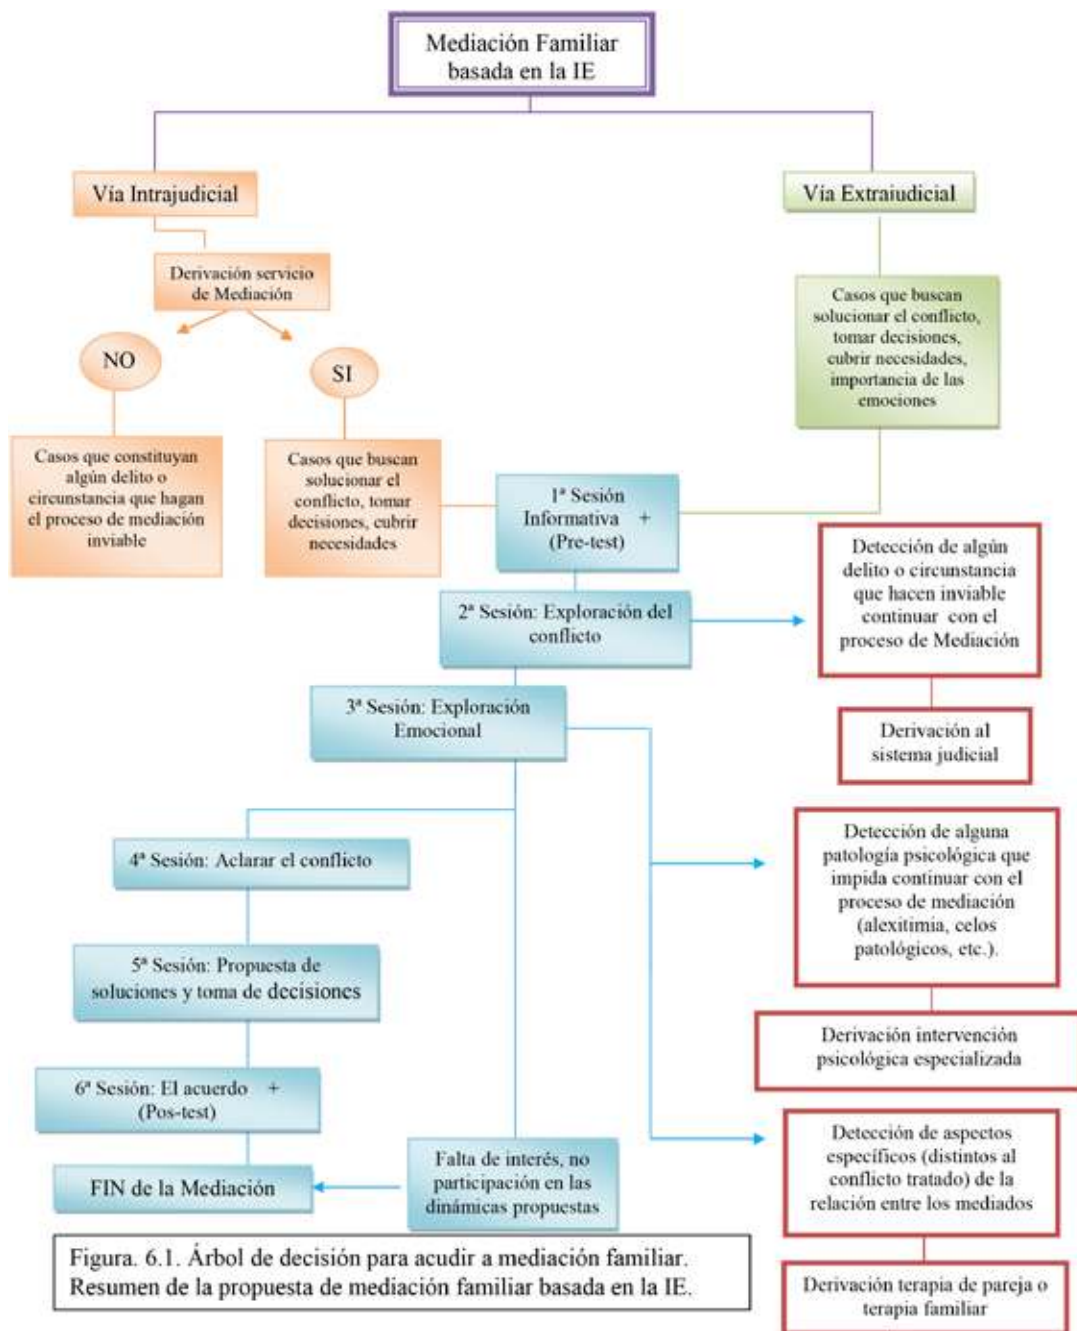 Mediación Familiar
basada en la IE
Vía Intrajudicial
Vía Extraiudicial
Derivación servicio
de Mediación
NO
SI
Casos que buscan
solucionar el conflicto,
tomar decisiones,
cubrir necesidades,
importancia de las
emociones
Casos que constituyan
algún delito o
circunstancia que hagan
el proceso de mediación
inviable
Casos que buscan
solucionar el
conflicto, tomar
decisiones, cubrir
necesidades
1ª Sesión
Informativa +
(Pre-test)
2ª Sesión: Exploración del
conflicto
Detección de algún
delito o circunstancia
que hacen inviable
continuar con el
proceso de Mediación
Derivación al
sistema judicial
3ª Sesión: Exploración
Emocional
Detección de alguna
patología psicológica que
impida continuar con el
proceso de mediación
(alexitimia, celos
patológicos, etc.).
Derivación intervención
psicológica especializada
4ª Sesión: Aclarar el conflicto
5ª Sesión: Propuesta de
soluciones y toma de decisiones
6ª Sesión: El acuerdo +
(Pos-test)
FIN de la Mediación
Falta de interés, no
participación en las
dinámicas propuestas
Detección de aspectos
específicos (distintos al
conflicto tratado) de la
relación entre los mediados
Derivación terapia de pareja o
terapia familiar
Figura. 6.1. Árbol de decisión para acudir a mediación familiar.
Resumen de la propuesta de mediación familiar basada en la IE.